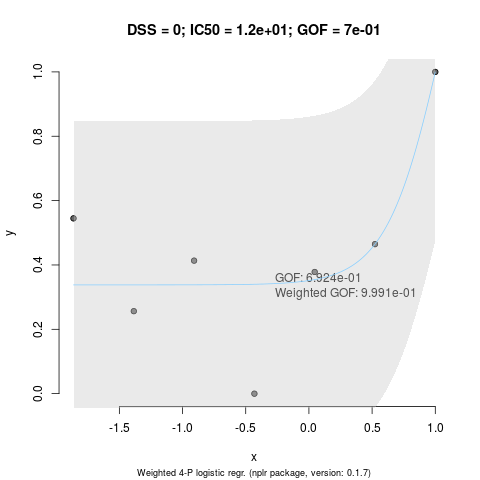 DSS = 0; IC50 = 1.2e+01; GOF = 7e-01
1.0
0.8
0.6
0.4
0.2
0.0
y
GOF: 6.924e-01
Weighted GOF: 9.991e-01
-1.5 -1.0 -0.5 0.0 0.5 1.0
x
Weighted 4-P logistic regr. (nplr package, version: 0.1.7)